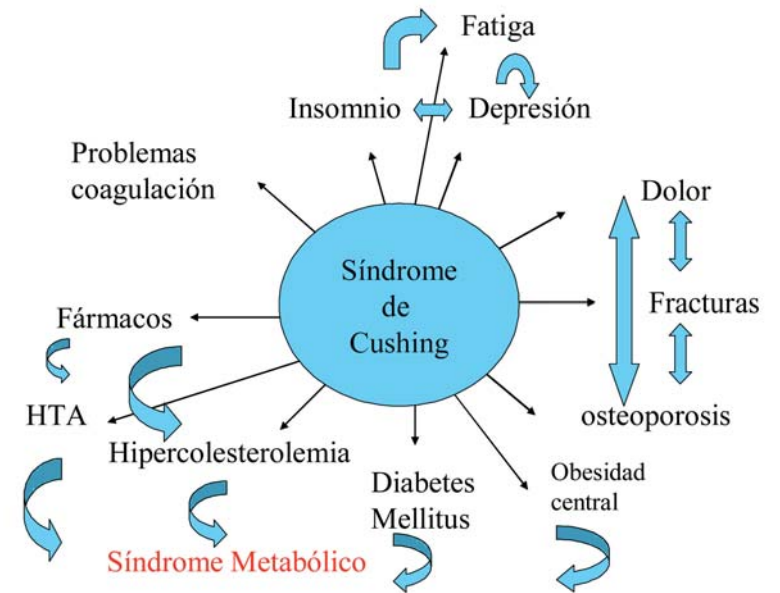 Fatiga
Insomnio
Depresión
Problemas
coagulación
Dolor
Síndrome
de
Cushing
Fármacos
Fracturas
HTA
osteoporosis
Hipercolesterolemia
Diabetes
Mellitus
Obesidad
central
Síndrome Metabólico